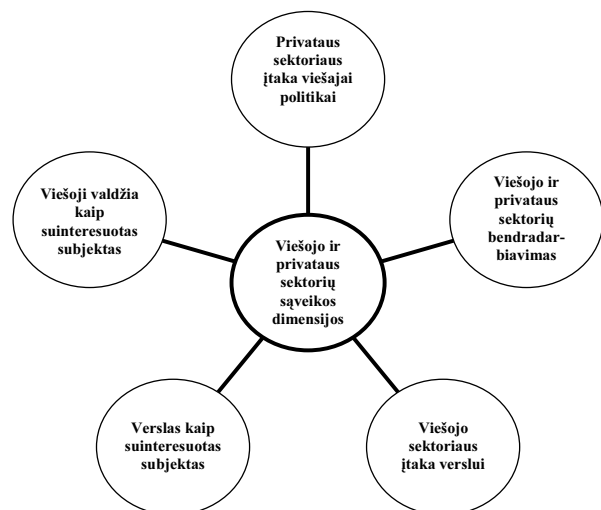 Privataus
sektoriaus
įtaka viešajai
politikai
Viešoji valdžia
kaip
suinteresuotas
subjektas
Viešojo ir
privataus
sektorių
bendradar-
biavimas
Viešojo ir
privataus
sektorių
sąveikos
dimensijos
Verslas kaip
suinteresuotas
subjektas
Viešojo
sektoriaus
įtaka verslui